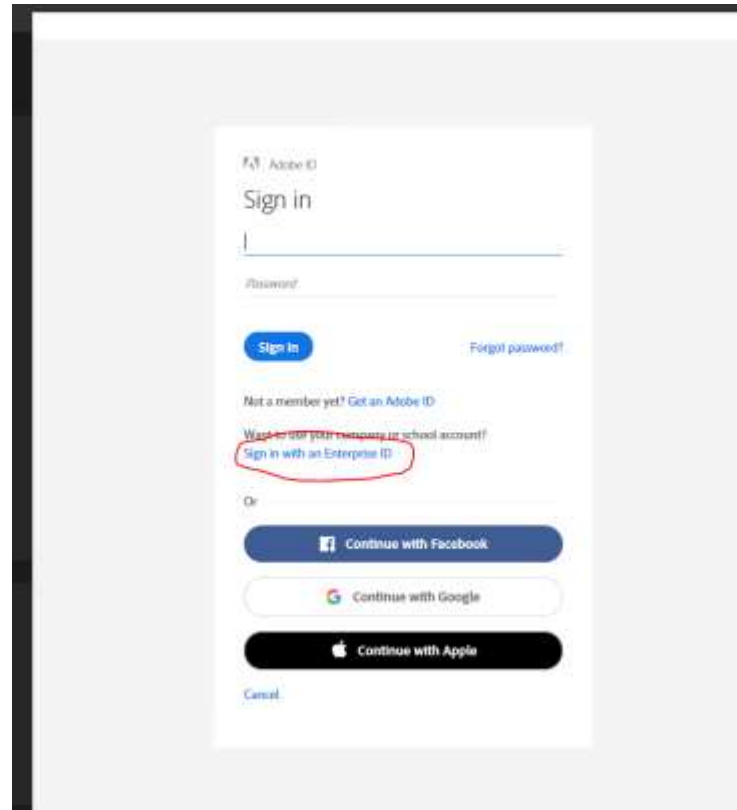 Adobe ID
Sign in
Password
Sign in
Forgot password?
Not a member yet? Get an Adobe ID
Want to use your company or school account?
Sign in with an Enterprise ID
Or
Continue with Facebook
Continue with Google
Continue with Apple
Cancel